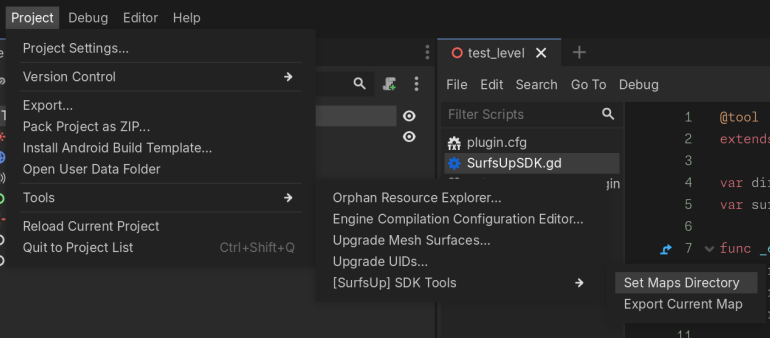 Project Debug Editor Help
Project Settings...
Version Control
Export...
Pack Project as ZIP...
Install Android Build Template...
Open User Data Folder
Tools
Reload Current Project
Quit to Project List Ctrl+Shift+Q
Orphan Resource Explorer...
Engine Compilation Configuration Editor...
Upgrade Mesh Surfaces...
Upgrade UIDs...
[SurfsUp] SDK Tools
Set Maps Directory
Export Current Map
test_level
File Edit Search Go To Debug
Filter Scripts
plugin.cfg
SurfsUpSDK.gd
1 @tool
2 extends
3
4 var
5 var
6
7 func
11